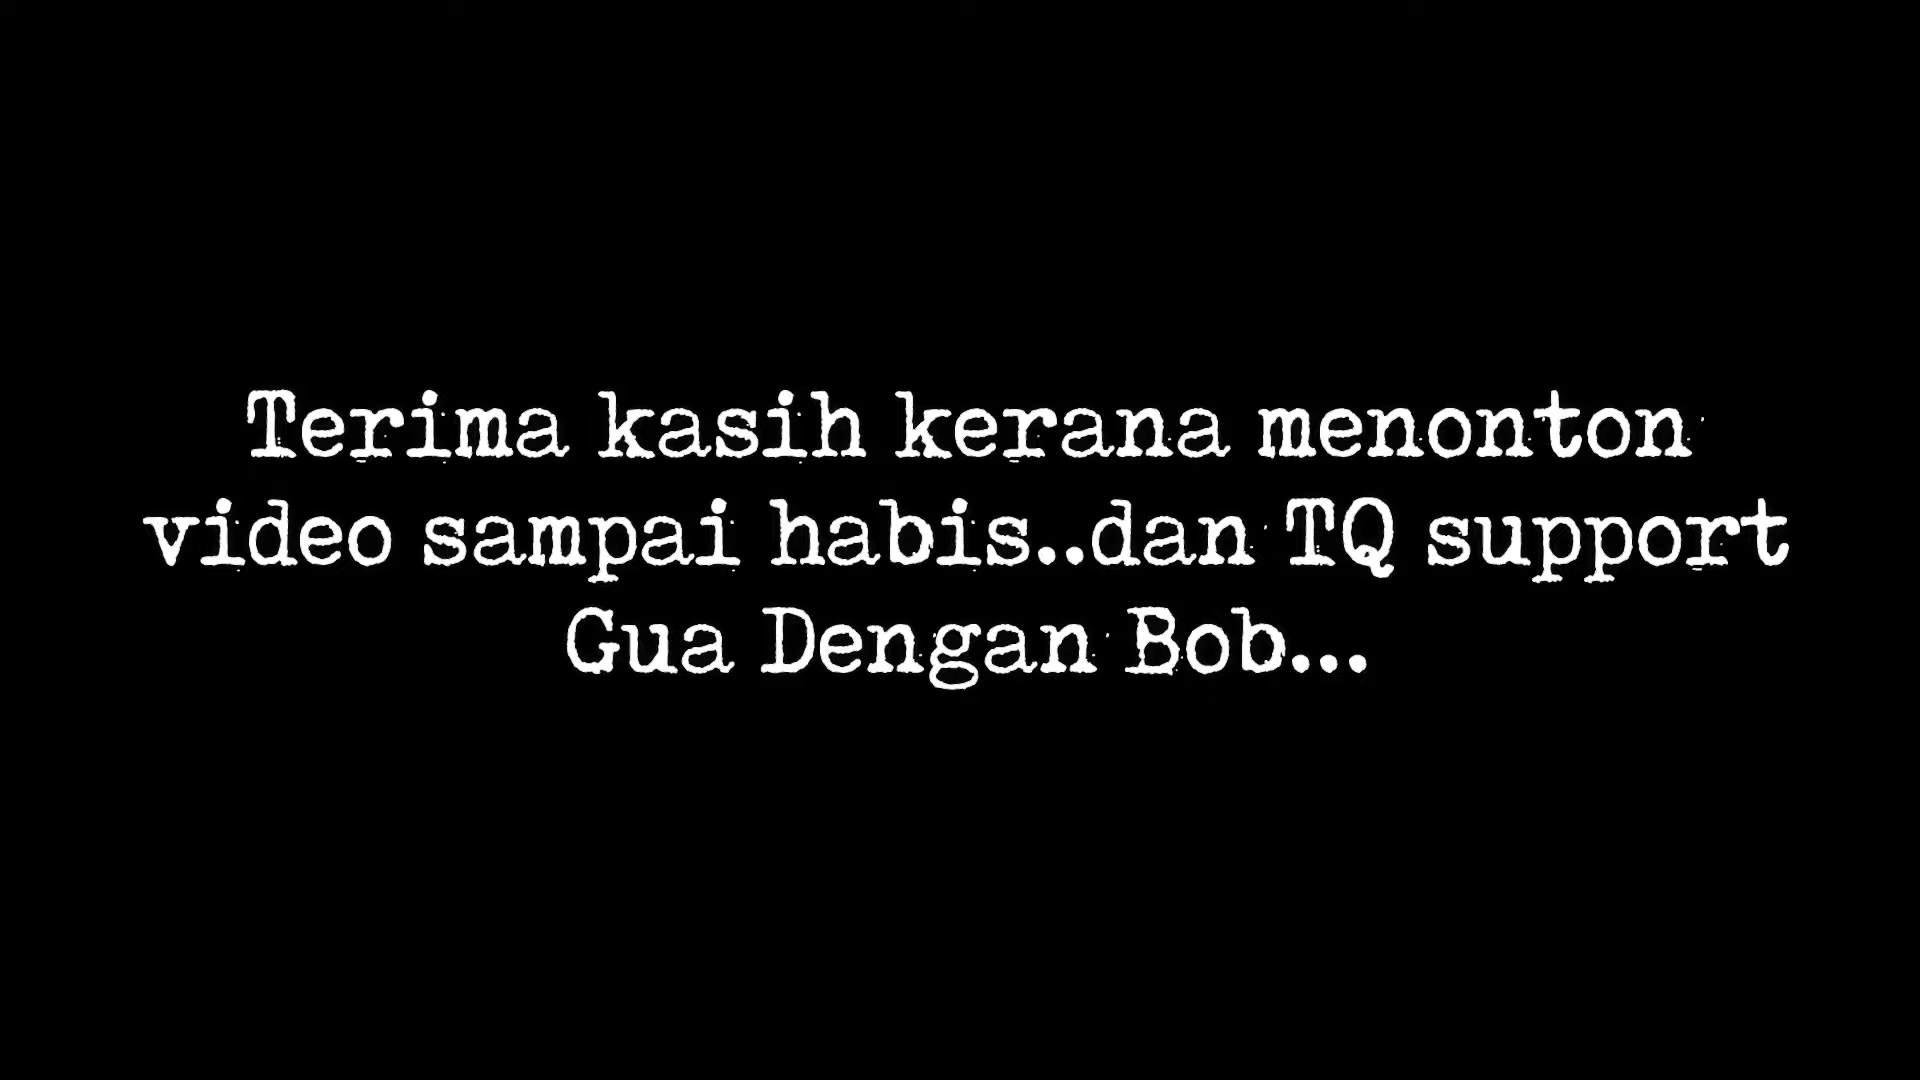 Terima kasih kerana menonton
video sampai habis..dan TQ support
Gua Dengan Bob...